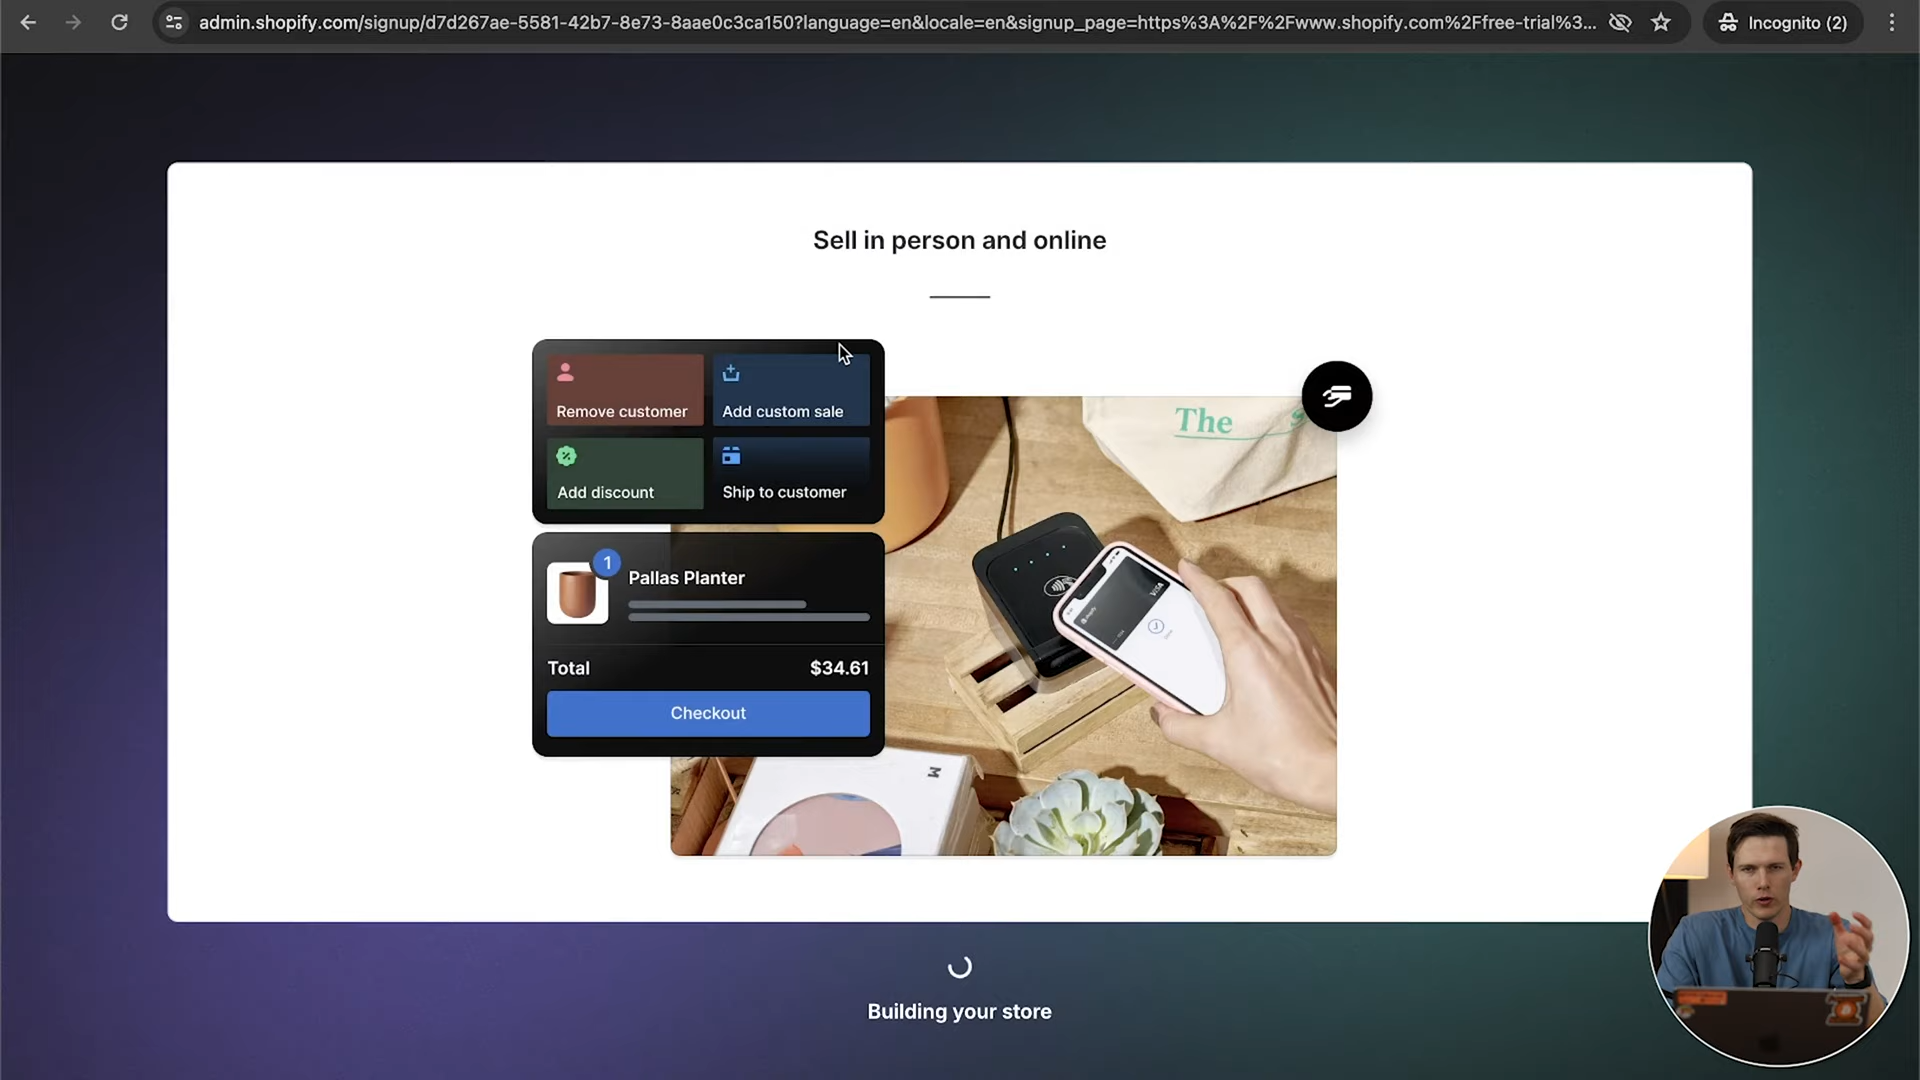 admin.shopify.com/signup/d7d267ae-5581-42b7-8e73-8aae0c3ca150?language=en&locale=en&signup_page=https%3A%2F%2Fwww.shopify.com%2Ffree-trial%3...
Incognito (2)
Sell in person and online
Remove customer
Add custom sale
Add discount
Ship to customer
The
1
Pallas Planter
VISA
Total
$34.61
Checkout
M
Building your store